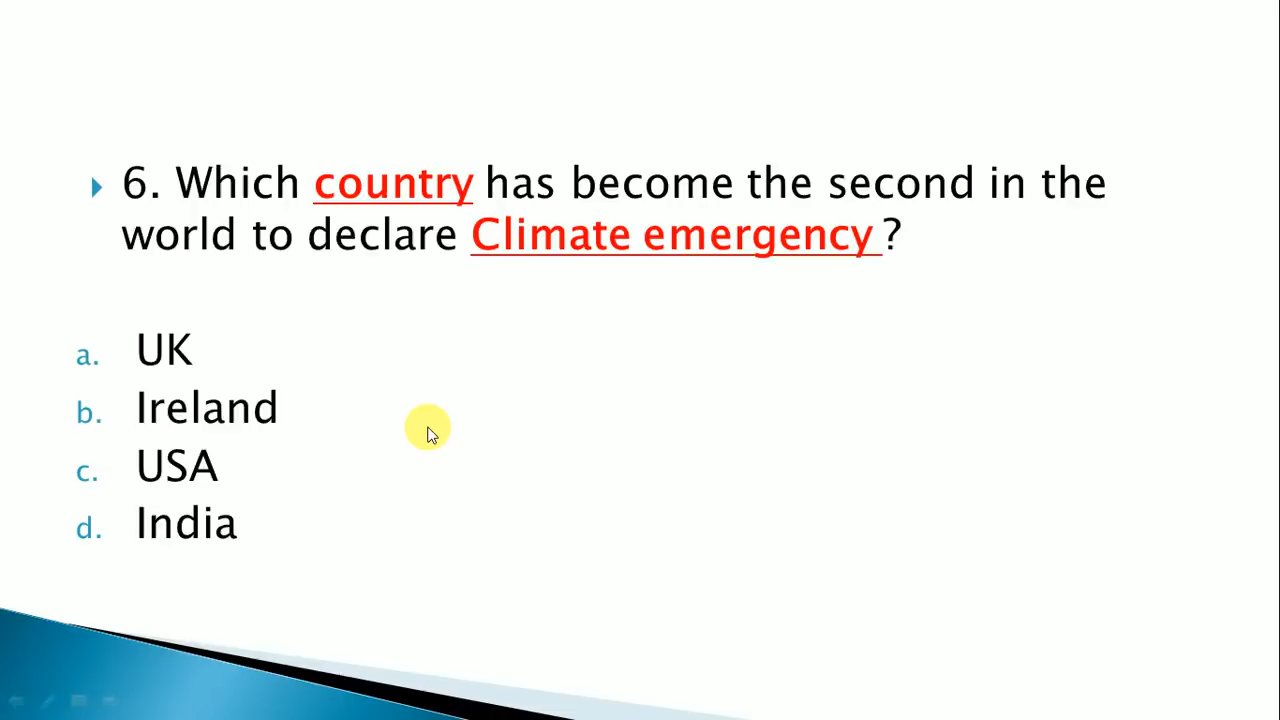 6. Which country has become the second in the
world to declare Climate emergency ?
a. UK
b. Ireland
c. USA
d. India